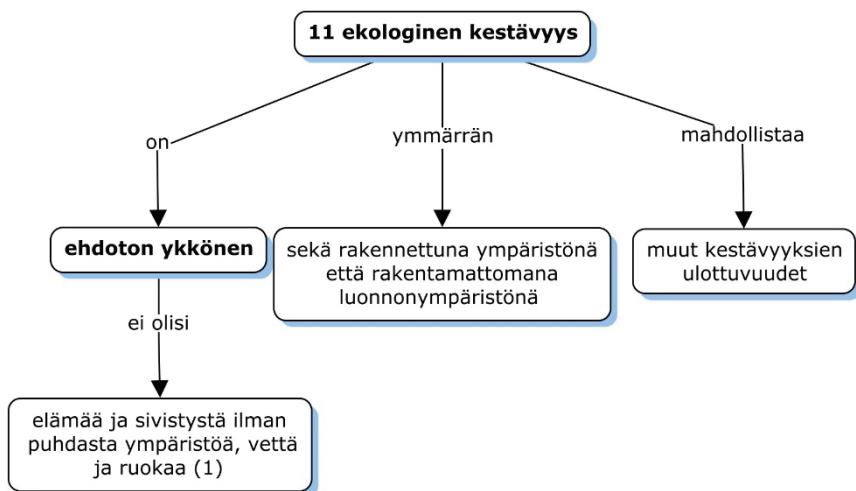 11 ekologinen kestävyys
on
ymmärrän
mahdollistaa
ehdoton ykkönen
sekä rakennettuna ympäristönä
että rakentamattomana
luonnonympäristönä
muut kestävyyksien
ulottuvuudet
ei olisi
elämää ja sivistystä ilman
puhdasta ympäristöä, vettä
ja ruokaa (1)